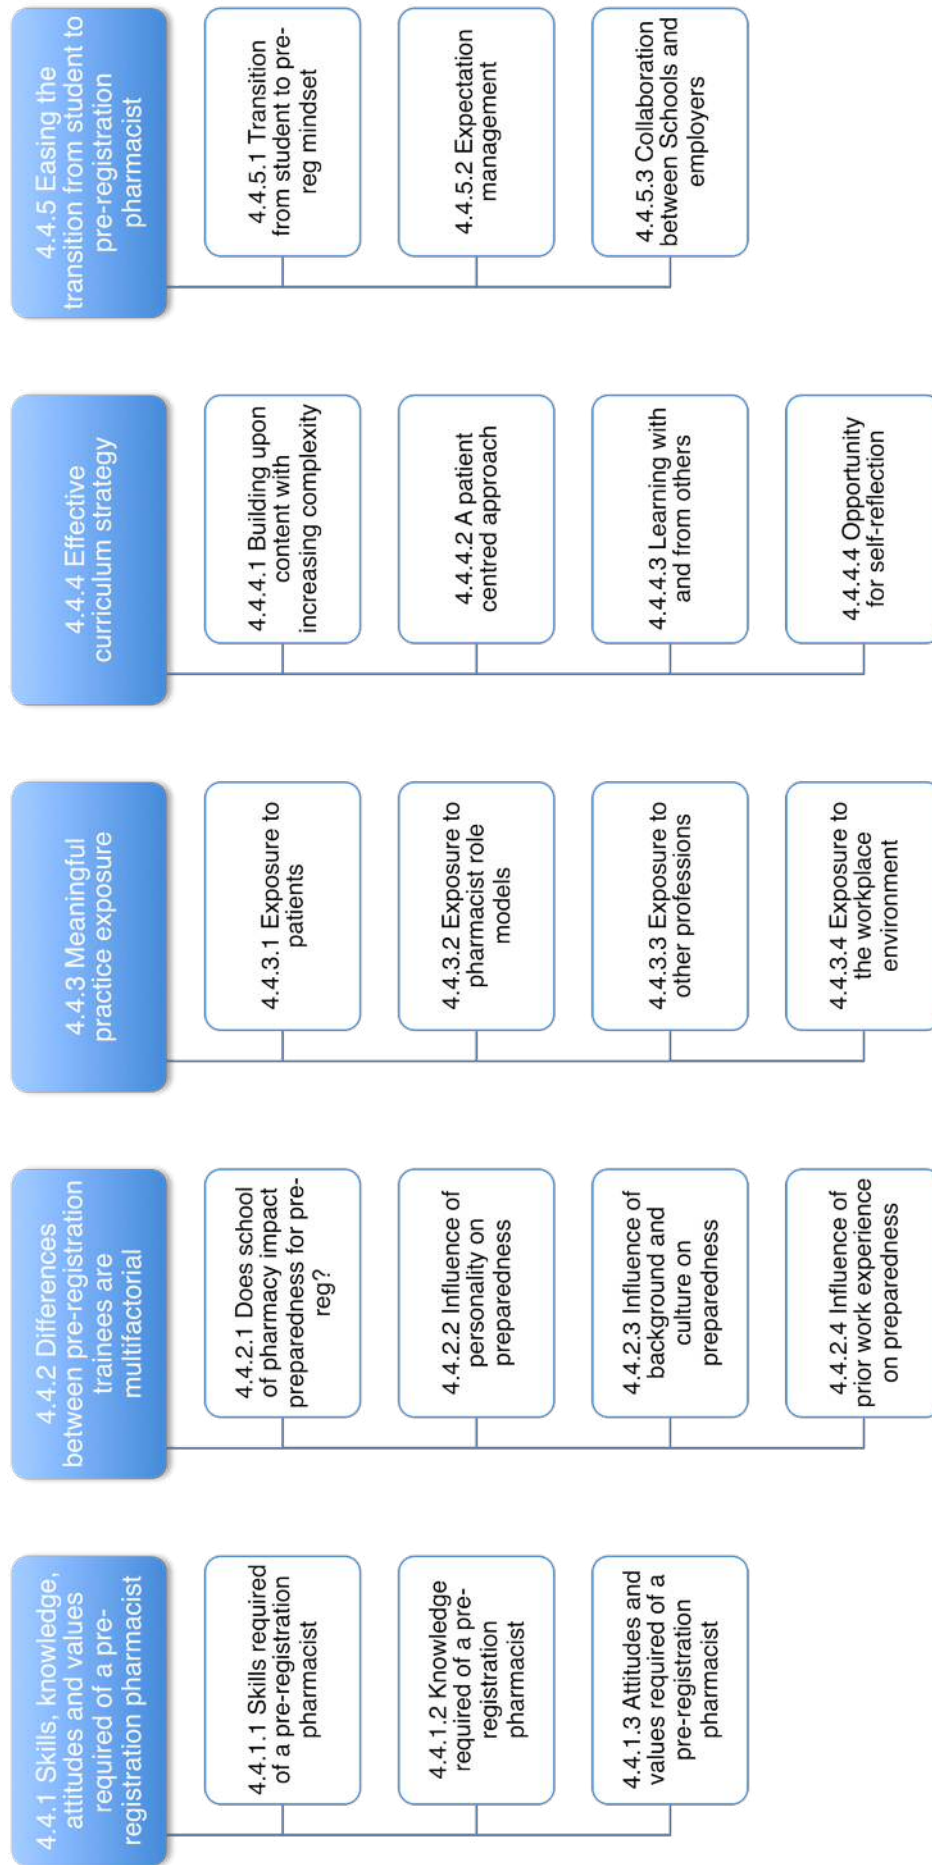 4.4.1 Skills, knowledge,
attitudes and values
required of a pre-
registration pharmacist
4.4.1.1 Skills required
of a pre-registration
pharmacist
4.4.1.2 Knowledge
required of a pre-
registration
pharmacist
4.4.1.3 Attitudes and
values required of a
pre-registration
pharmacist
4.4.2 Differences
between pre-registration
trainees are
multifactorial
4.4.2.1 Does school
of pharmacy impact
preparedness for pre-
reg?
4.4.2.2 Influence of
personality on
preparedness
4.4.2.3 Influence of
background and
culture on
preparedness
4.4.2.4 Influence of
prior work experience
on preparedness
4.4.3 Meaningful
practice exposure
4.4.3.1 Exposure to
patients
4.4.3.2 Exposure to
pharmacist role
models
4.4.3.3 Exposure to
other professions
4.4.3.4 Exposure to
the workplace
environment
4.4.4 Effective
curriculum strategy
4.4.4.1 Building upon
content with
increasing complexity
4.4.4.2 A patient
centred approach
4.4.4.3 Learning with
and from others
4.4.4.4 Opportunity
for self-reflection
4.4.5 Easing the
transition from student to
pre-registration
pharmacist
4.4.5.1 Transition
from student to pre-
reg mindset
4.4.5.2 Expectation
management
4.4.5.3 Collaboration
between Schools and
employers